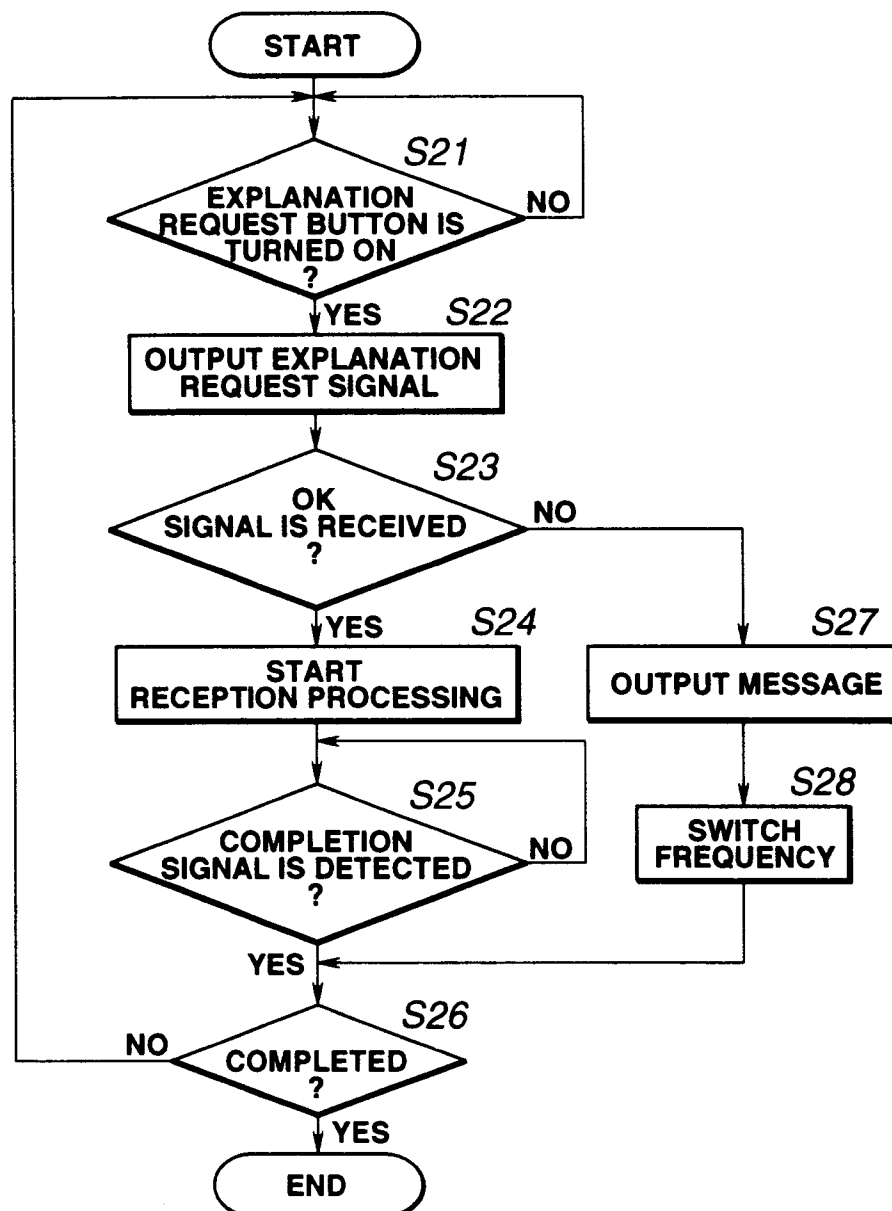 START
S21
EXPLANATION
REQUEST BUTTON IS
TURNED ON
?
NO
YES
S22
OUTPUT EXPLANATION
REQUEST SIGNAL
S23
OK
SIGNAL IS RECEIVED
?
NO
YES
S24
START
RECEPTION PROCESSING
S27
OUTPUT MESSAGE
S25
COMPLETION
SIGNAL IS DETECTED
?
NO
S28
SWITCH
FREQUENCY
YES
S26
COMPLETED
?
NO
YES
END